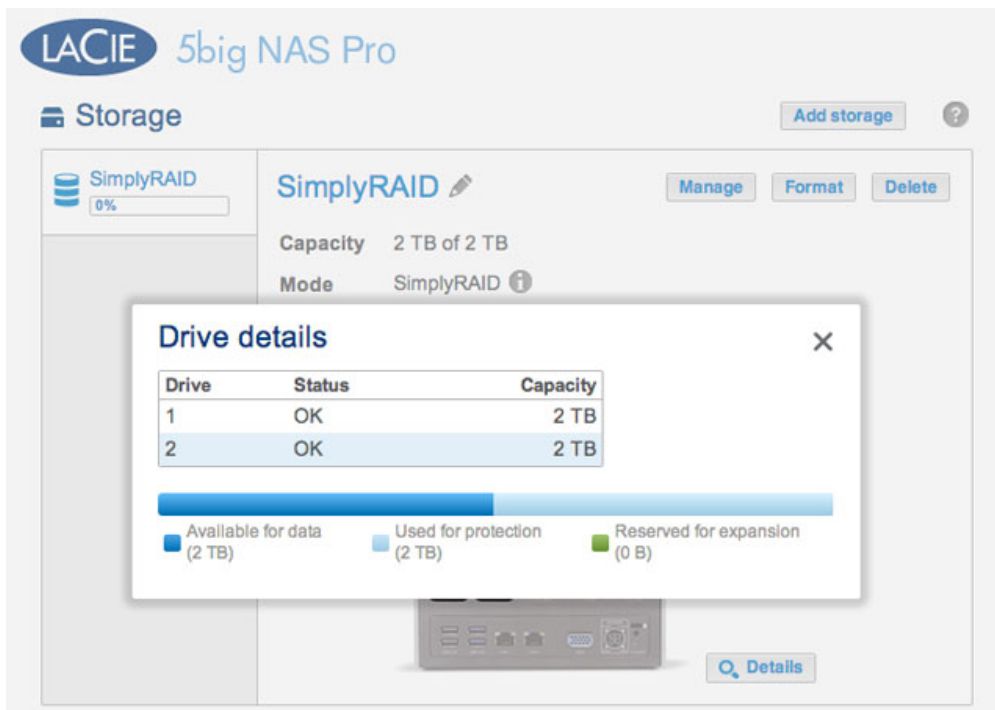 LACIE 5big NAS Pro
Storage Add storage ?
SimplyRAID
0%
SimplyRAID Manage Format Delete
Capacity 2 TB of 2 TB
Mode SimplyRAID i
Drive details ×
Drive Status Capacity
1 OK 2 TB
2 OK 2 TB
Available for data Used for protection Reserved for expansion
(2 TB) (2 TB) (0 B)
Details